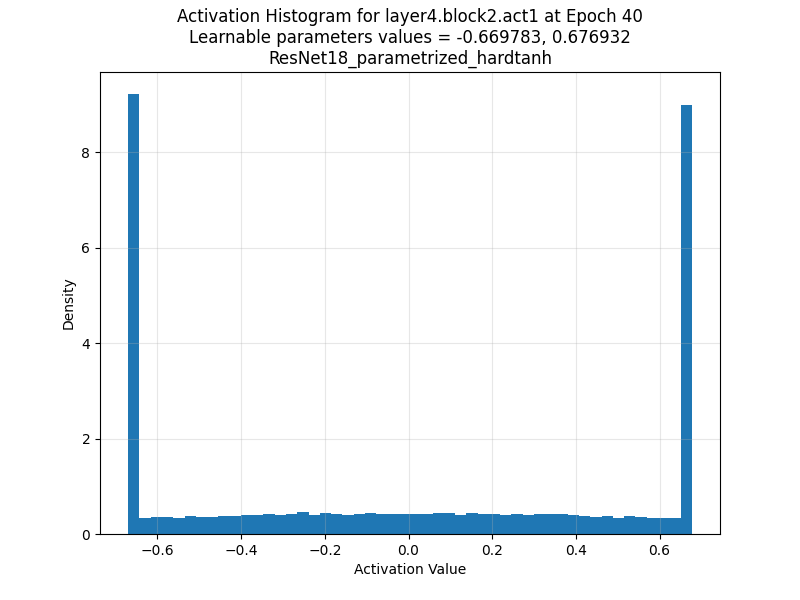 Activation Histogram for layer4.block2.act1 at Epoch 40
Learnable parameters values = -0.669783, 0.676932
ResNet18_parametrized_hardtanh
Density
8
6
4
2
0
−0.6 −0.4 −0.2 0.0 0.2 0.4 0.6
Activation Value